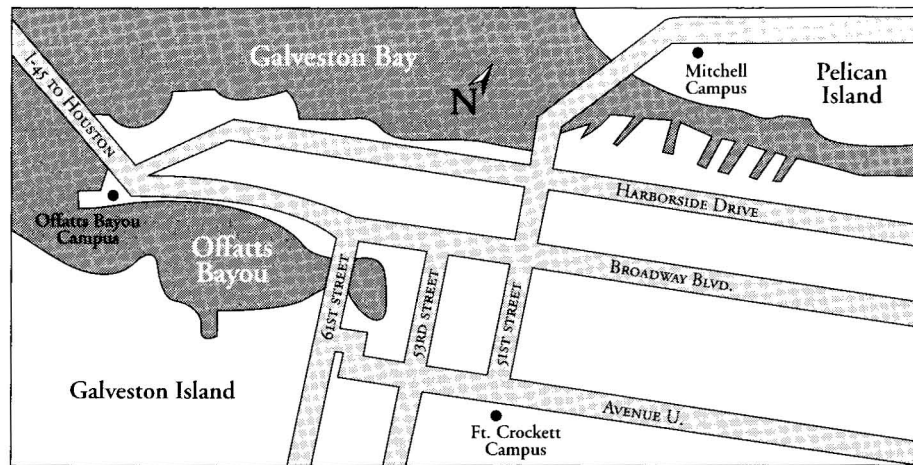 Galveston Bay
I-45 TO HOUSTON
N
Mitchell
Campus
Pelican
Island
HARBORSIDE DRIVE
Offatts Bayou
Campus
Offatts
Bayou
BROADWAY BLVD.
61ST STREET
53RD STREET
51ST STREET
Galveston Island
AVENUE U.
Ft. Crockett
Campus